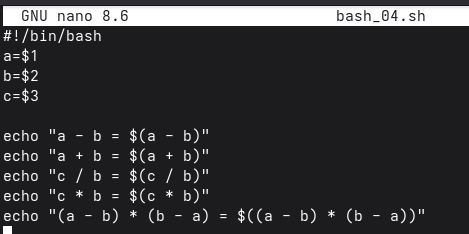 GNU nano 8.6 bash_04.sh
#!/bin/bash
a=$1
b=$2
c=$3
echo "a - b = $(a - b)"
echo "a + b = $(a + b)"
echo "c / b = $(c / b)"
echo "c * b = $(c * b)"
echo "(a - b) * (b - a) = $((a - b) * (b - a))"